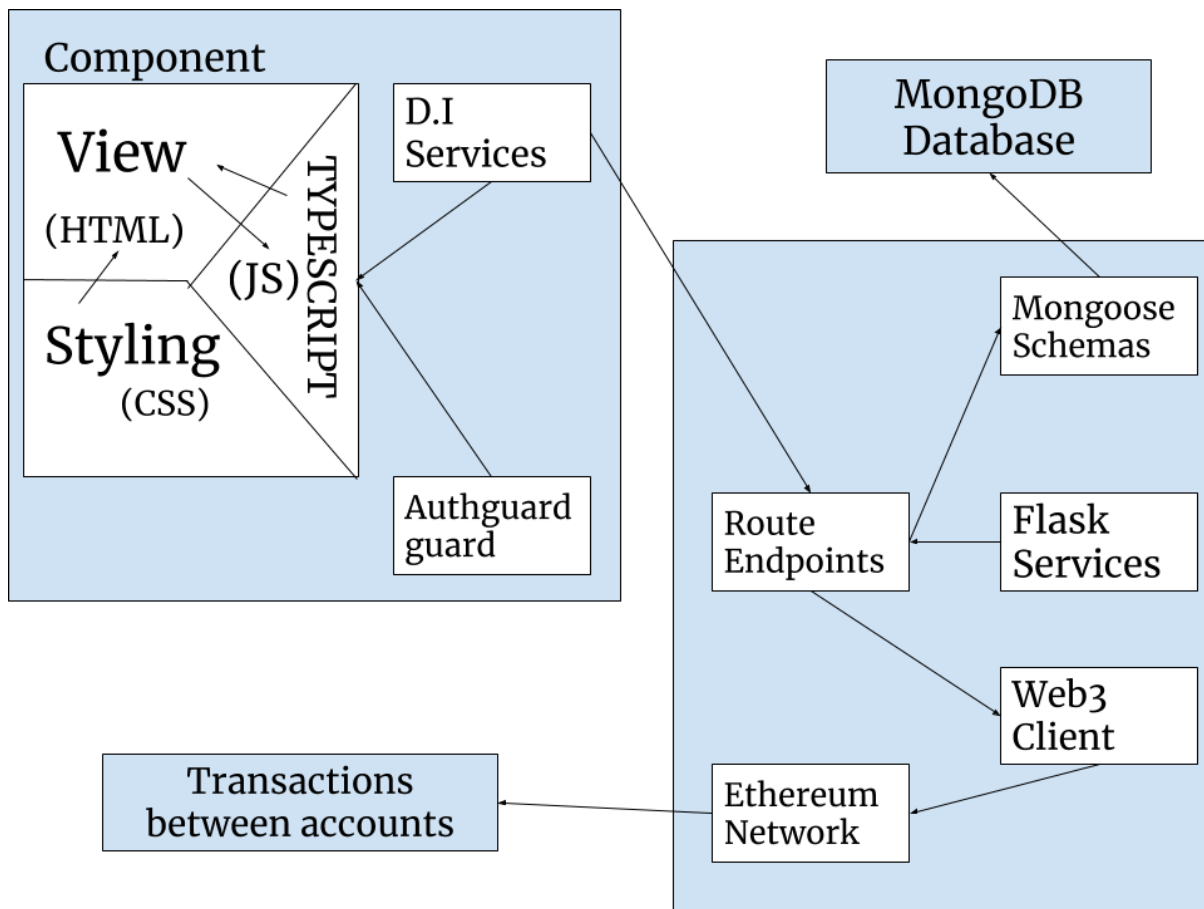 Component
View
(HTML)
Styling
(CSS)
(JS)
TYPESCRIPT
D.I
Services
Authguard
guard
MongoDB
Database
Mongoose
Schemas
Route
Endpoints
Flask
Services
Web3
Client
Ethereum
Network
Transactions
between accounts